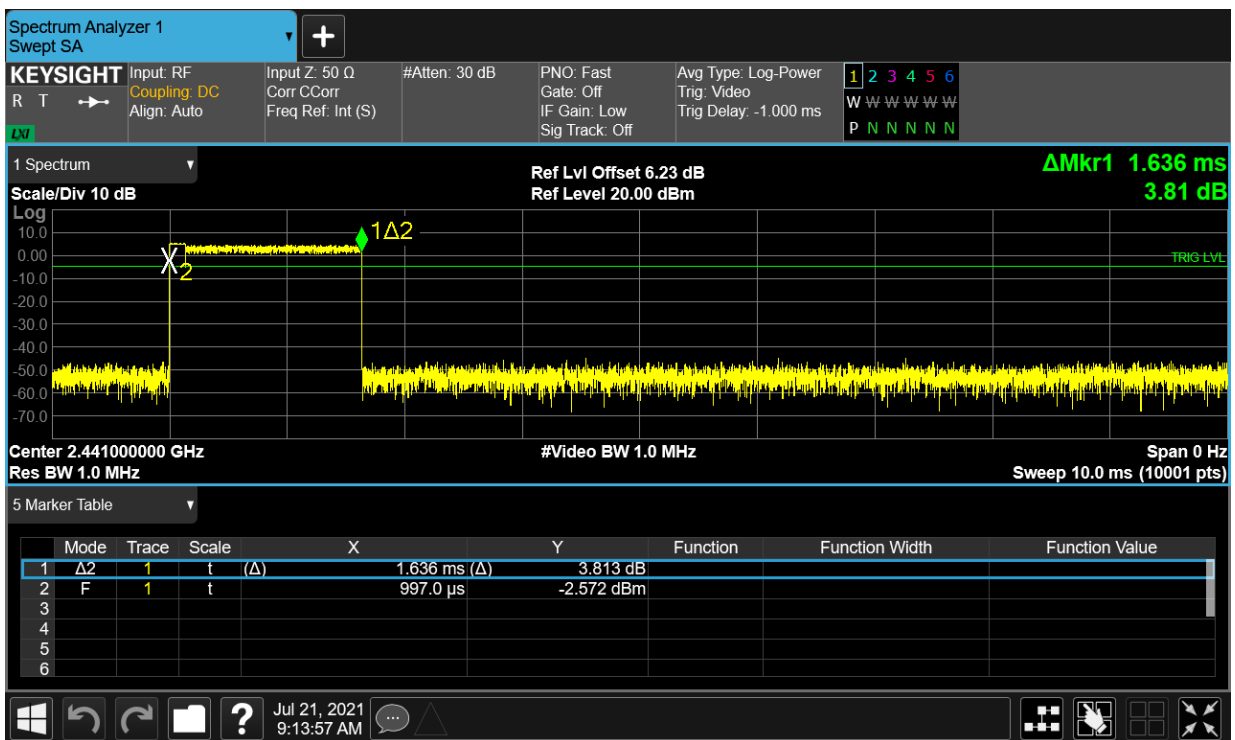 Spectrum Analyzer 1
Swept SA
KEYSIGHT
R T
LXI
Input: RF
Coupling: DC
Align: Auto
Input Z: 50 Ω
Corr CCorr
Freq Ref: Int (S)
#Atten: 30 dB
PNO: Fast
Gate: Off
IF Gain: Low
Sig Track: Off
Avg Type: Log-Power
Trig: Video
Trig Delay: -1.000 ms
1 2 3 4 5 6
W W W W W W
P N N N N N
1 Spectrum
Scale/Div 10 dB
Log
Ref Lvl Offset 6.23 dB
Ref Level 20.00 dBm
ΔMkr1 1.636 ms
3.81 dB
10.0
0.00
-10.0
-20.0
-30.0
-40.0
-50.0
-60.0
-70.0
1Δ2
2
TRIG LVL
Center 2.441000000 GHz
Res BW 1.0 MHz
#Video BW 1.0 MHz
Span 0 Hz
Sweep 10.0 ms (10001 pts)
5 Marker Table
Mode Trace Scale X Y Function Function Width Function Value
1 Δ2 1 t (Δ) 1.636 ms (Δ) 3.813 dB
2 F 1 t 997.0 µs -2.572 dBm
3
4
5
6
?
Jul 21, 2021
9:13:57 AM